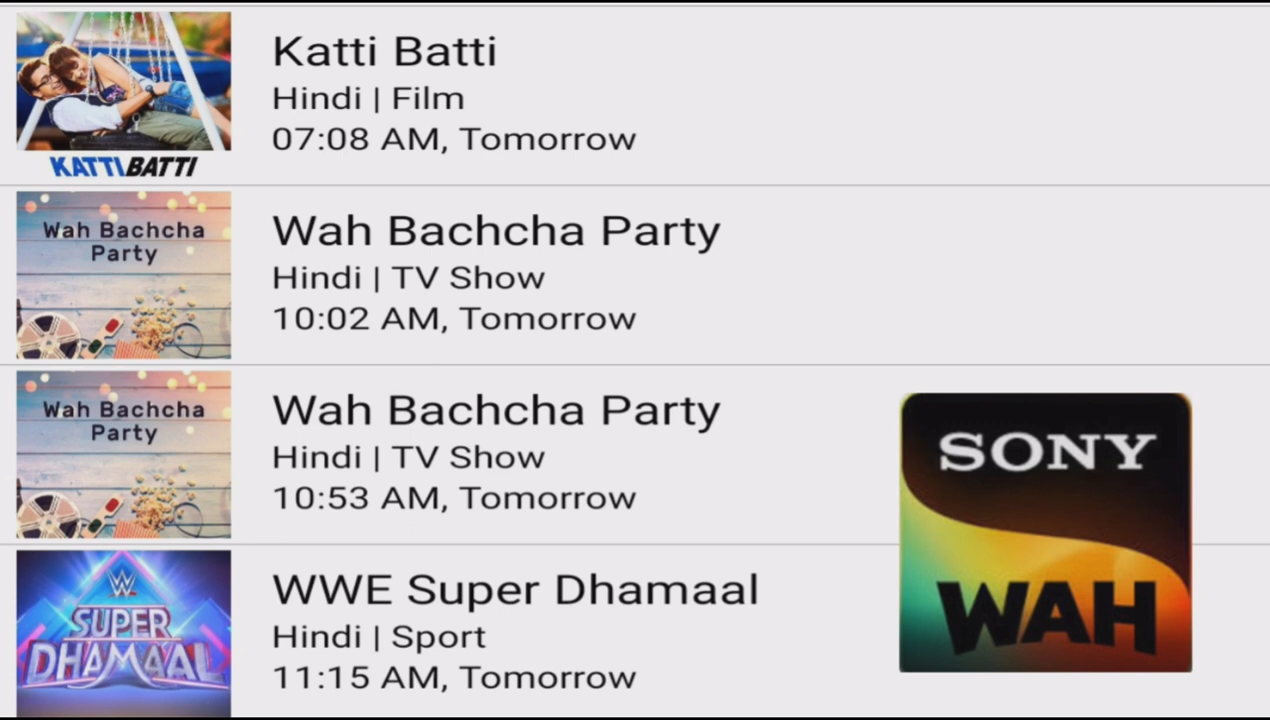 KATTI BATTI
Katti Batti
Hindi | Film
07:08 AM, Tomorrow
Wah Bachcha
Party
Wah Bachcha Party
Hindi | TV Show
10:02 AM, Tomorrow
Wah Bachcha
Party
Wah Bachcha Party
Hindi | TV Show
10:53 AM, Tomorrow
W
SUPER
DHAMAAL
WWE Super Dhamaal
Hindi | Sport
11:15 AM, Tomorrow
SONY
WAH